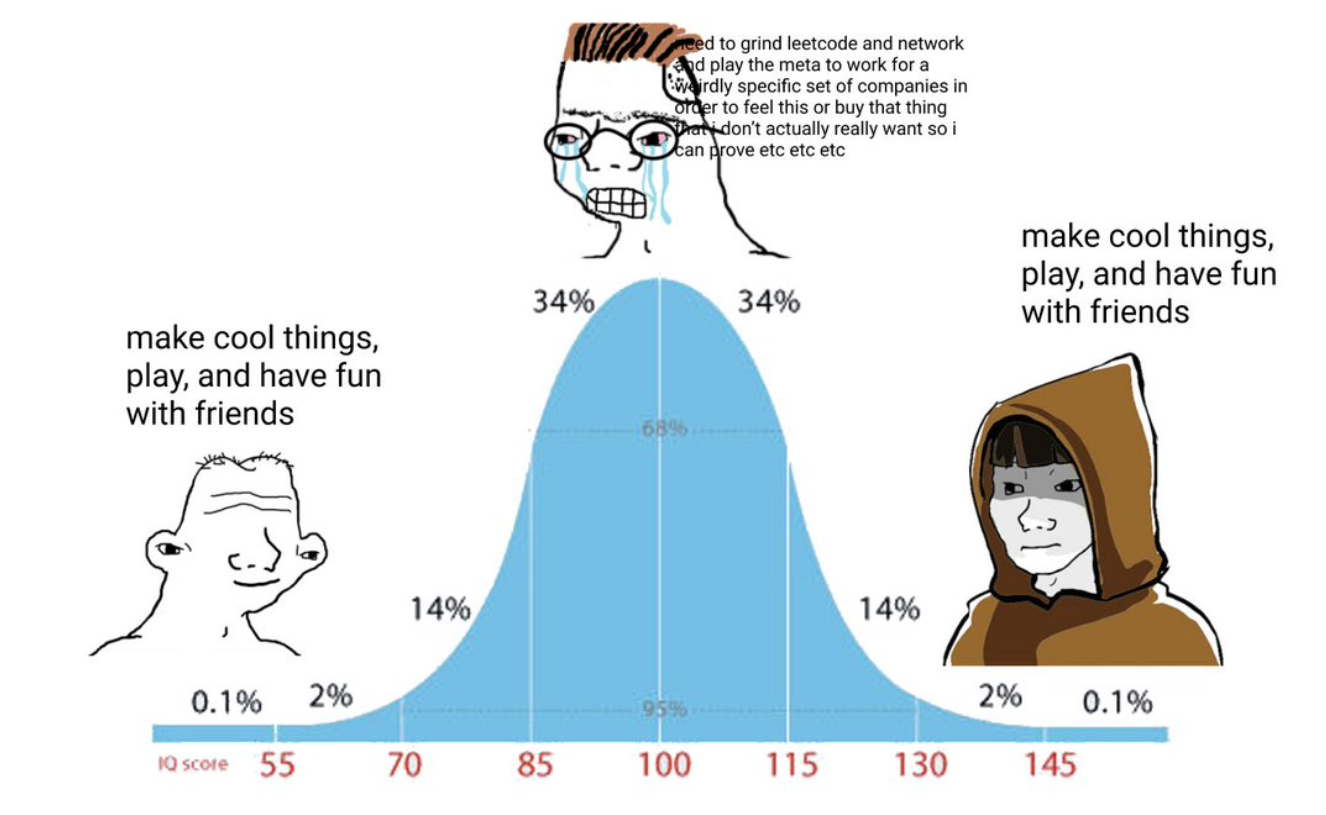 need to grind leetcode and network
and play the meta to work for a
weirdly specific set of companies in
order to feel this or buy that thing
that i don't actually really want so i
can prove etc etc etc
make cool things,
play, and have fun
with friends
make cool things,
play, and have fun
with friends
34%
34%
68%
14%
14%
0.1%
2%
95%
2%
0.1%
IQ score 55 70 85 100 115 130 145